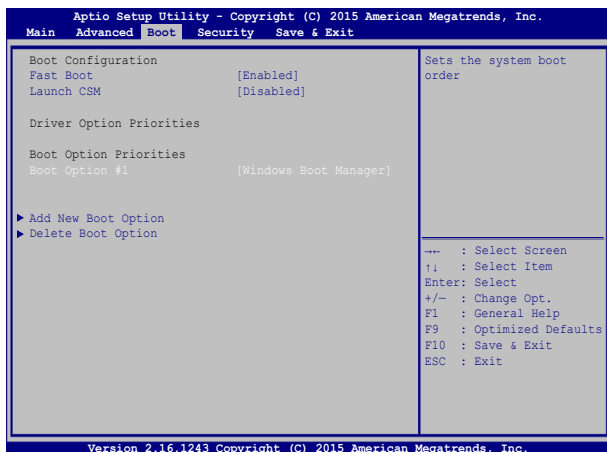 Aptio Setup Utility - Copyright (C) 2015 American Megatrends, Inc.
Main Advanced Boot Security Save & Exit
Boot Configuration
Fast Boot [Enabled]
Launch CSM [Disabled]
Driver Option Priorities
Boot Option Priorities
Boot Option #1 [Windows Boot Manager]
Add New Boot Option
Delete Boot Option
Sets the system boot
order
→← : Select Screen
↑↓ : Select Item
Enter: Select
+/— : Change Opt.
F1 : General Help
F9 : Optimized Defaults
F10 : Save & Exit
ESC : Exit
Version 2.16.1243 Copyright (C) 2015 American Megatrends, Inc.